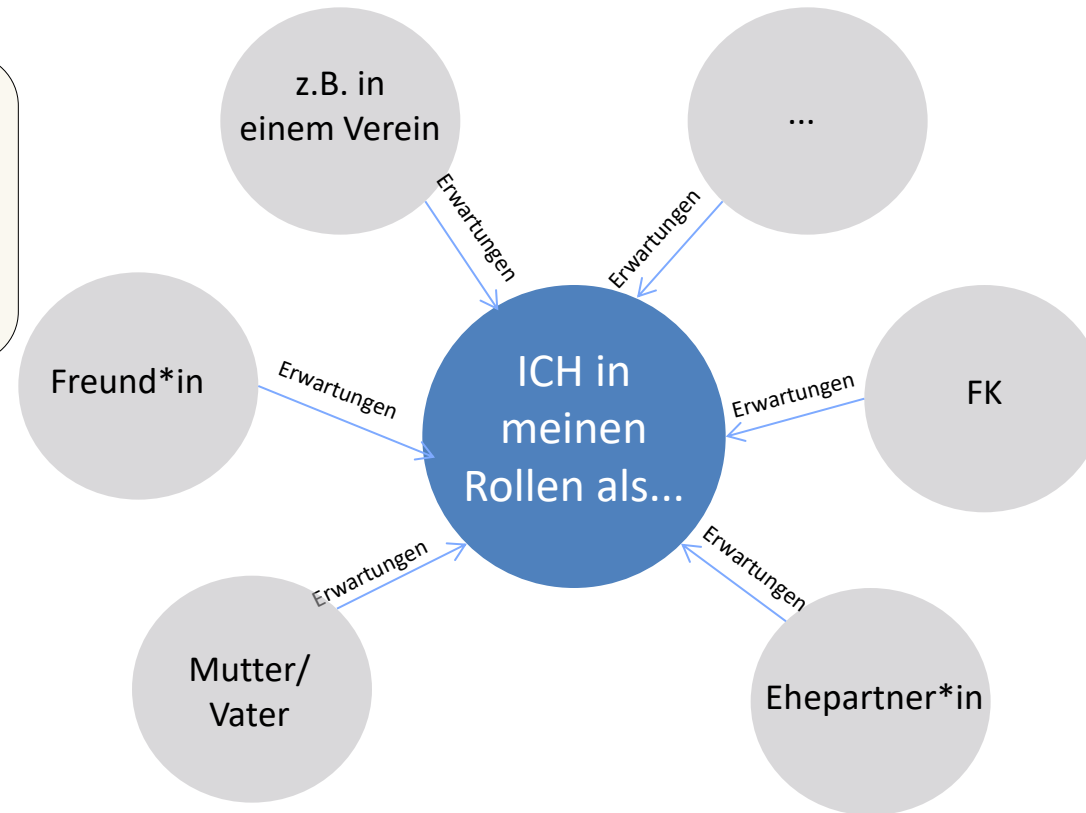 z.B. in
einem Verein
...
Erwartungen
Erwartungen
Freund*in
Erwartungen
ICH in
meinen
Rollen als...
Erwartungen
FK
Erwartungen
Erwartungen
Mutter/
Vater
Ehepartner*in